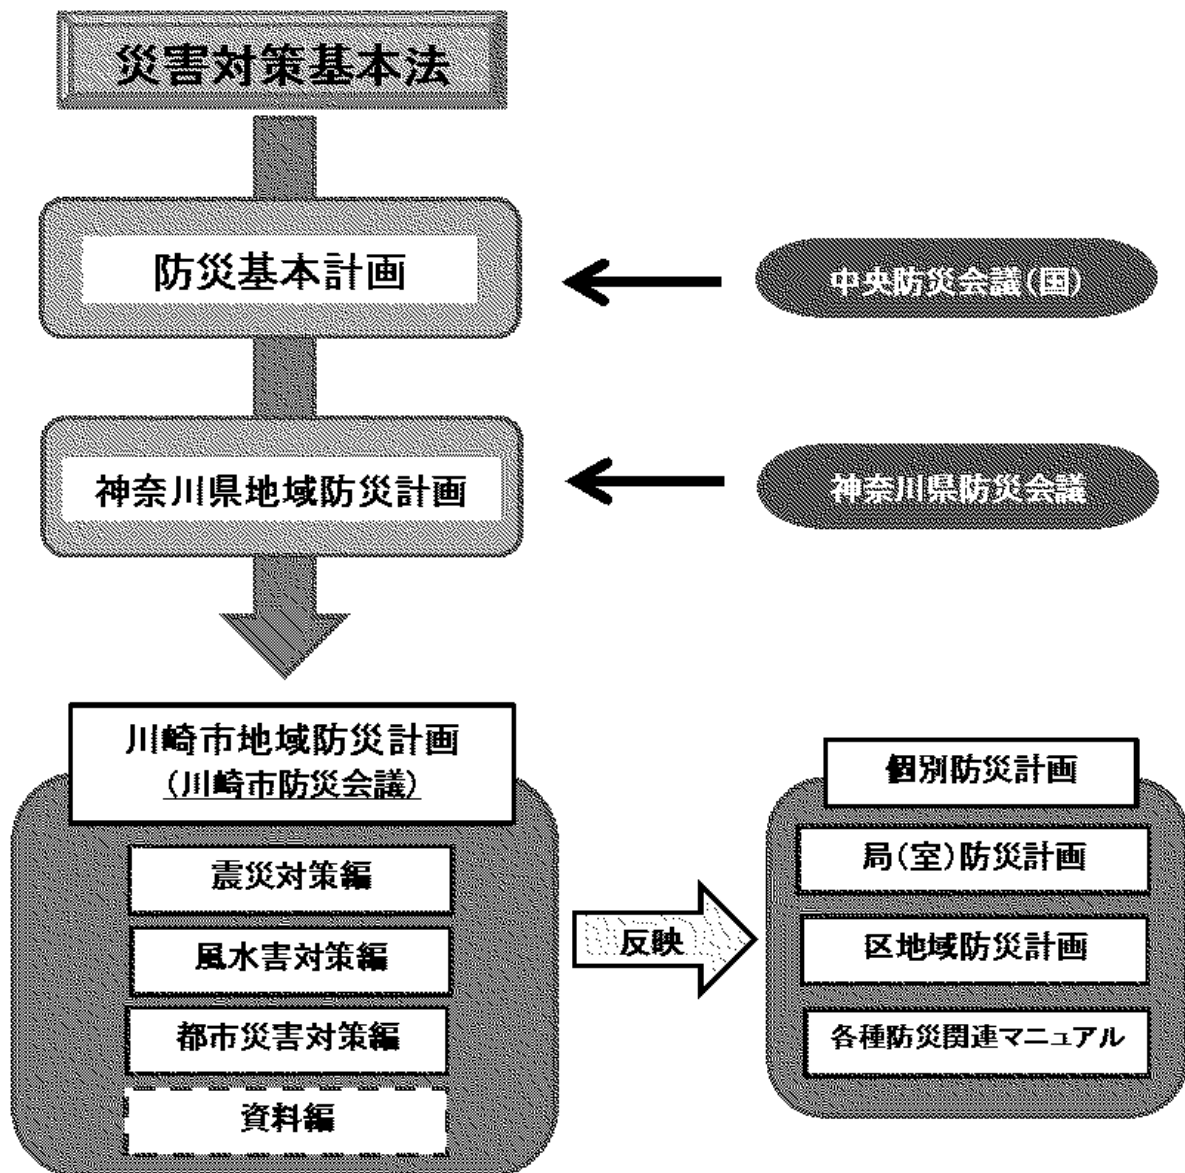 災害対策基本法
防災基本計画
中央防災会議(国)
神奈川県地域防災計画
神奈川県防災会議
川崎市地域防災計画
(川崎市防災会議)
震災対策編
風水害対策編
都市災害対策編
資料編
反映
個別防災計画
局(室)防災計画
区地域防災計画
各種防災関連マニュアル